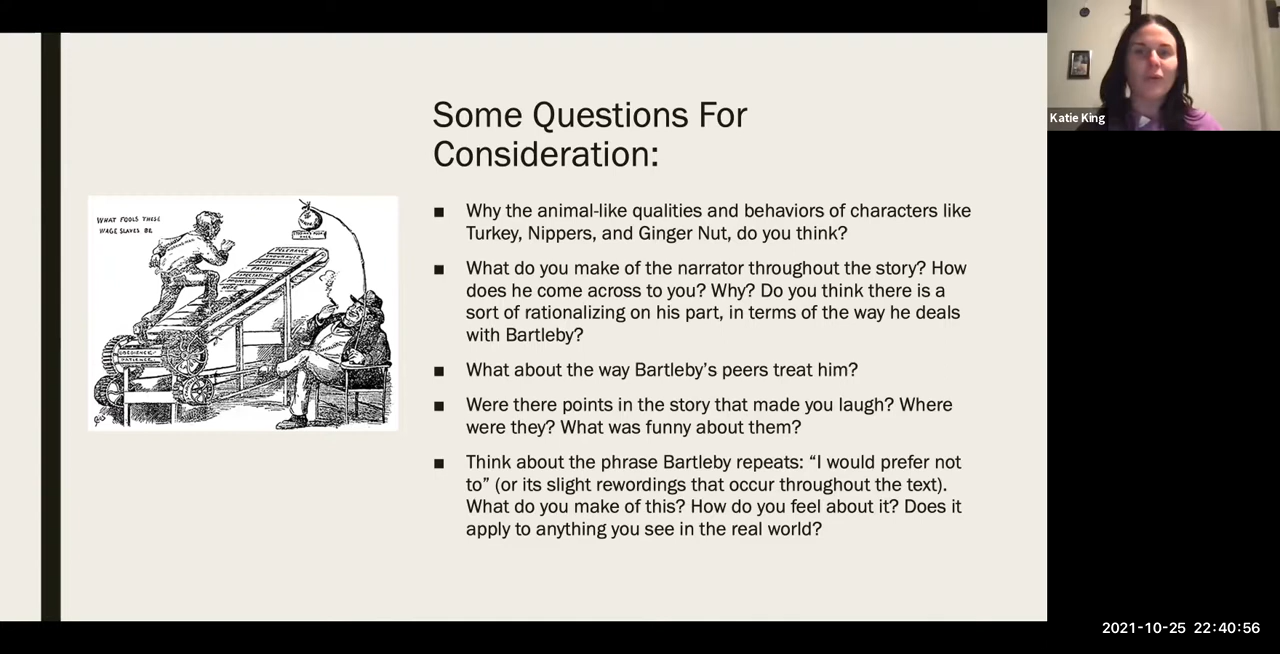 Some Questions For
Consideration:
Why the animal-like qualities and behaviors of characters like
Turkey, Nippers, and Ginger Nut, do you think?
What do you make of the narrator throughout the story? How
does he come across to you? Why? Do you think there is a
sort of rationalizing on his part, in terms of the way he deals
with Bartleby?
What about the way Bartleby’s peers treat him?
Were there points in the story that made you laugh? Where
were they? What was funny about them?
Think about the phrase Bartleby repeats: “I would prefer not
to” (or its slight rewordings that occur throughout the text).
What do you make of this? How do you feel about it? Does it
apply to anything you see in the real world?
WHAT FOOLS THESE
WAGE SLAVES BE
OBEDIENCE
PATIENCE
Katie King
2021-10-25 22:40:56